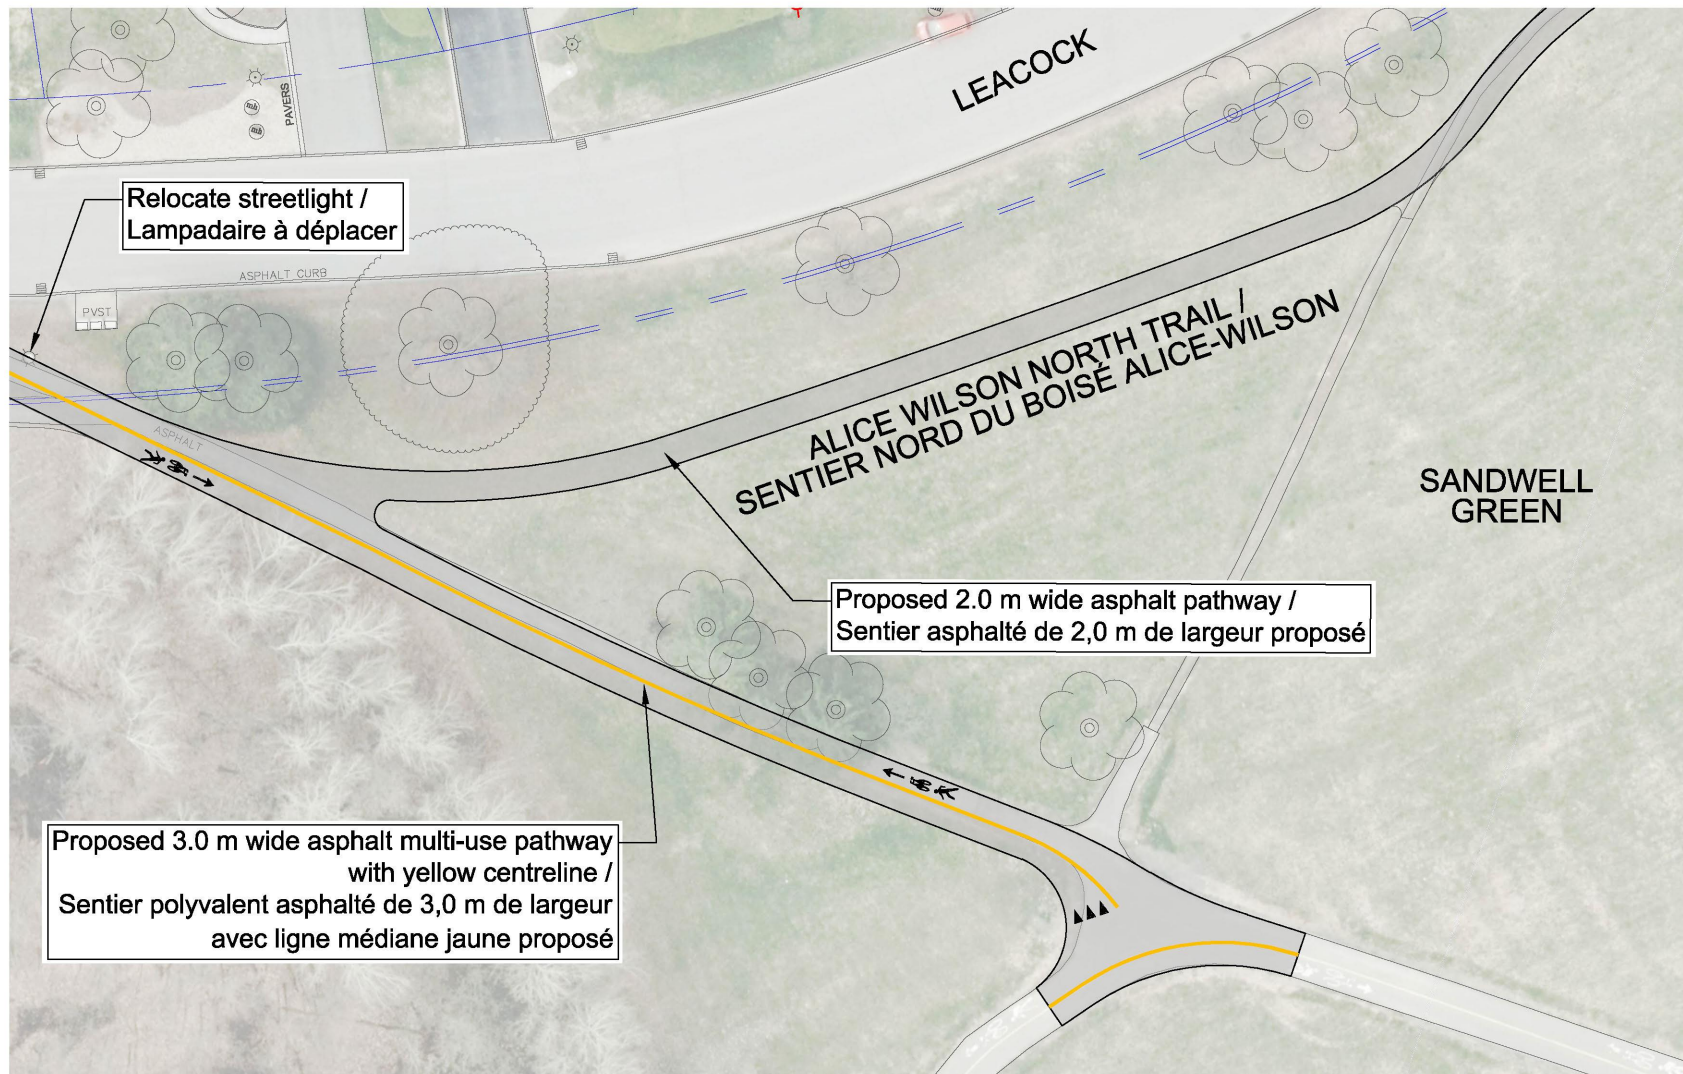 mh
mh
PAVERS
LEACOCK
Relocate streetlight /
Lampadaire à déplacer
ASPHALT CURB
PVST
ASPHALT
ALICE WILSON NORTH TRAIL /
SENTIER NORD DU BOISÉ ALICE-WILSON
SANDWELL
GREEN
Proposed 2.0 m wide asphalt pathway /
Sentier asphalté de 2,0 m de largeur proposé
Proposed 3.0 m wide asphalt multi-use pathway
with yellow centreline /
Sentier polyvalent asphalté de 3,0 m de largeur
avec ligne médiane jaune proposé